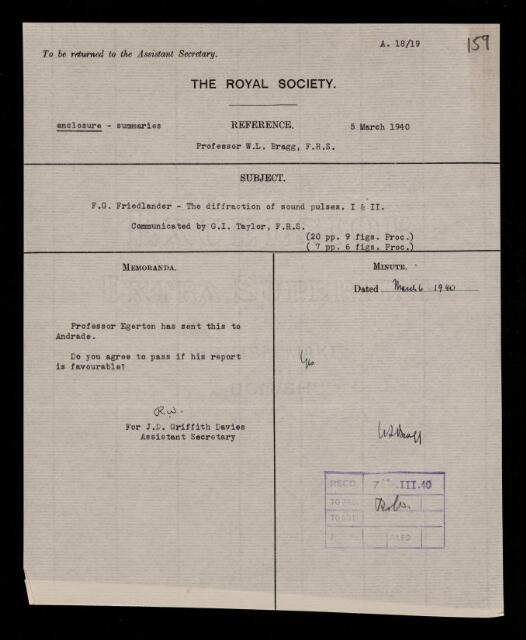 A. 18/19
159
To be returned to the Assistant Secretary.
THE ROYAL SOCIETY.
enclosure - summaries
REFERENCE.
5 March 1940
Professor W.L. Bragg, F.R.S.
SUBJECT.
F.G. Friedlander - The diffraction of sound pulses. I & II.
Communicated by G.I. Taylor, F.R.S.
(20 pp. 9 figs. Proc.)
( 7 pp. 6 figs. Proc.)
MEMORANDA.
Professor Egerton has sent this to
Andrade.
Do you agree to pass if his report
is favourable?
R.W.
For J.D. Griffith Davies
Assistant Secretary
MINUTE.
Dated March 6 1940
Yes
WLBragg
RECD. 7 .III.40
TO
TO
FILED